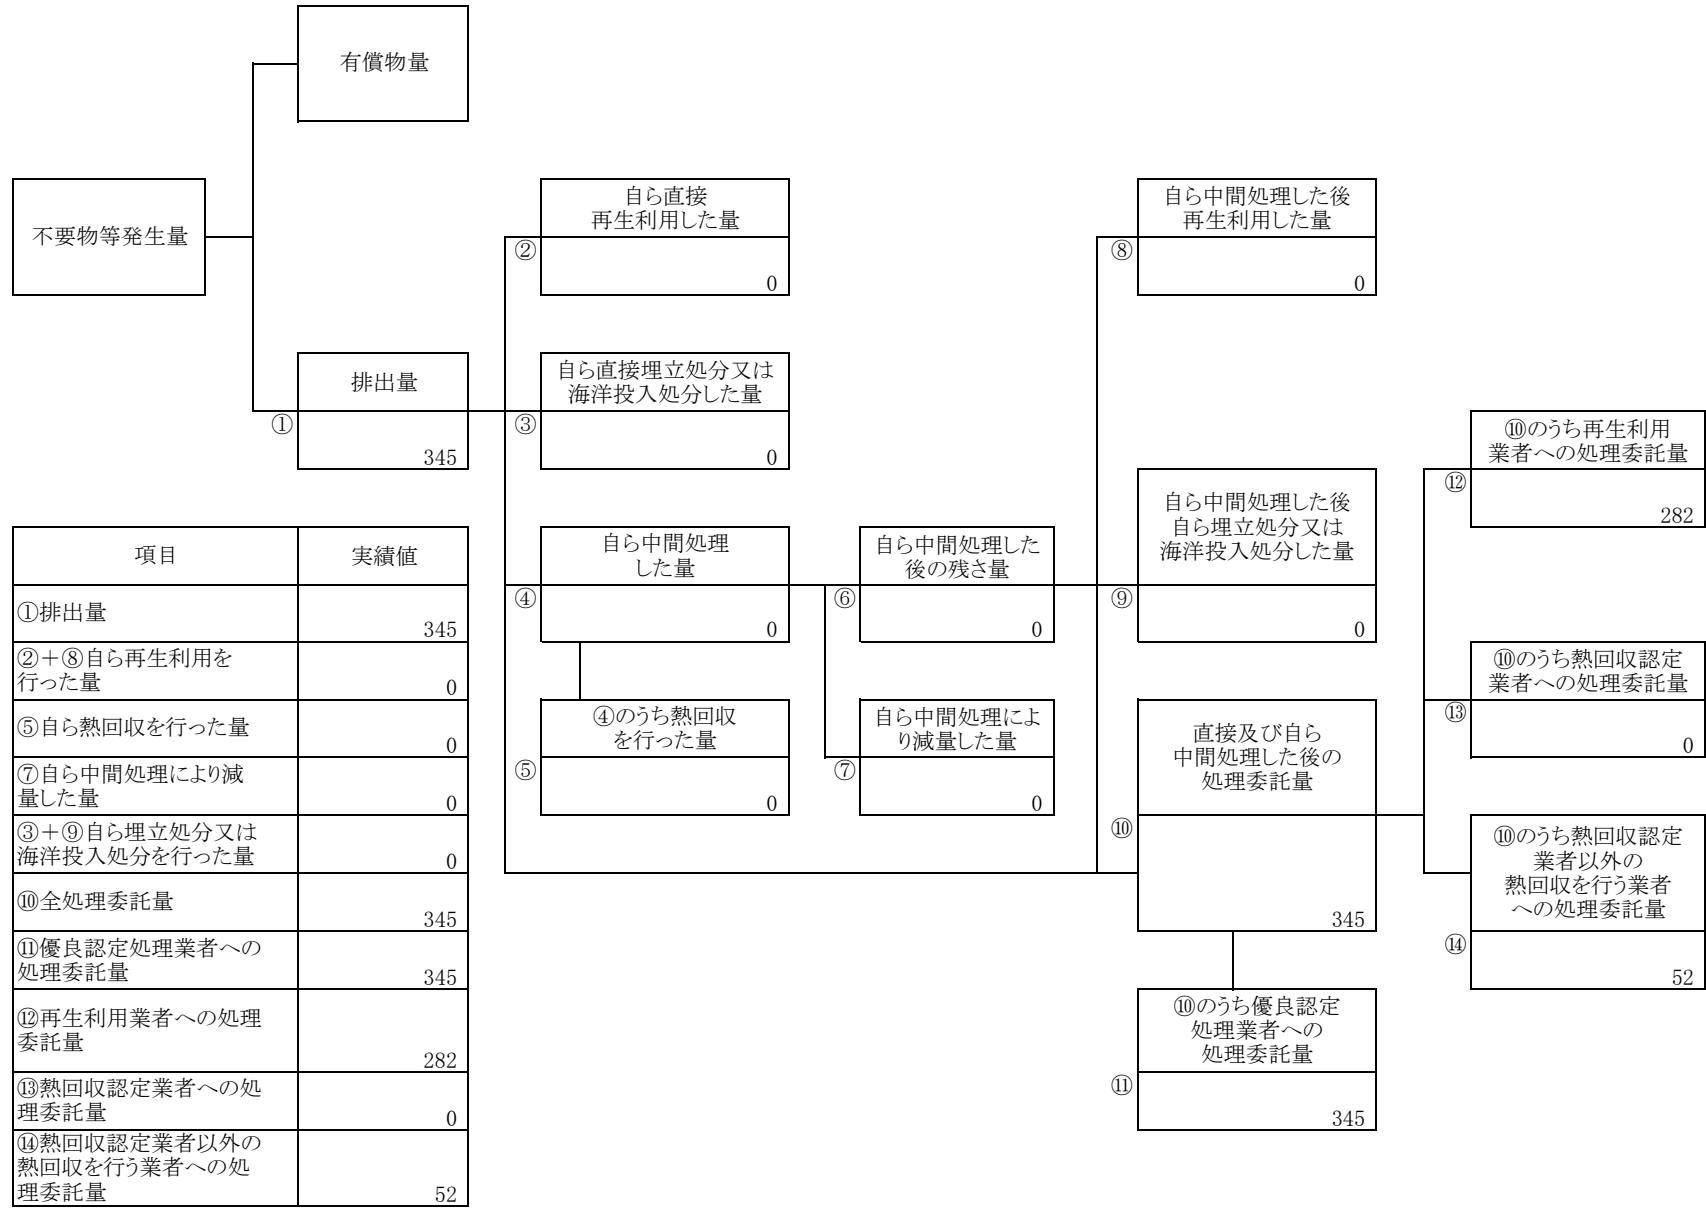 有償物量
不要物等発生量
排出量
①
345
自ら直接
再生利用した量
②
0
自ら直接埋立処分又は
海洋投入処分した量
③
0
自ら中間処理
した量
④
0
④のうち熱回収
を行った量
⑤
0
自ら中間処理した
後の残さ量
⑥
0
自ら中間処理によ
り減量した量
⑦
0
自ら中間処理した後
再生利用した量
⑧
0
自ら中間処理した後
自ら埋立処分又は
海洋投入処分した量
⑨
0
直接及び自ら
中間処理した後の
処理委託量
⑩
345
⑩のうち優良認定
処理業者への
処理委託量
⑪
345
⑩のうち再生利用
業者への処理委託量
⑫
282
⑩のうち熱回収認定
業者への処理委託量
⑬
0
⑩のうち熱回収認定
業者以外の
熱回収を行う業者
への処理委託量
⑭
52
項目 実績値
①排出量
345
②＋⑧自ら再生利用を
行った量
0
⑤自ら熱回収を行った量
0
⑦自ら中間処理により減
量した量
0
③＋⑨自ら埋立処分又は
海洋投入処分を行った量
0
⑩全処理委託量
345
⑪優良認定処理業者への
処理委託量
345
⑫再生利用業者への処理
委託量
282
⑬熱回収認定業者への処
理委託量
0
⑭熱回収認定業者以外の
熱回収を行う業者への処
理委託量
52